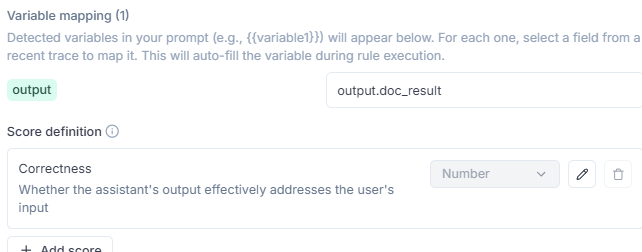 Variable mapping (1)
Detected variables in your prompt (e.g., {{variable1}}) will appear below. For each one, select a field from a
recent trace to map it. This will auto-fill the variable during rule execution.
output
output.doc_result
Score definition
Correctness
Number
Whether the assistant's output effectively addresses the user's
input
+ Add score